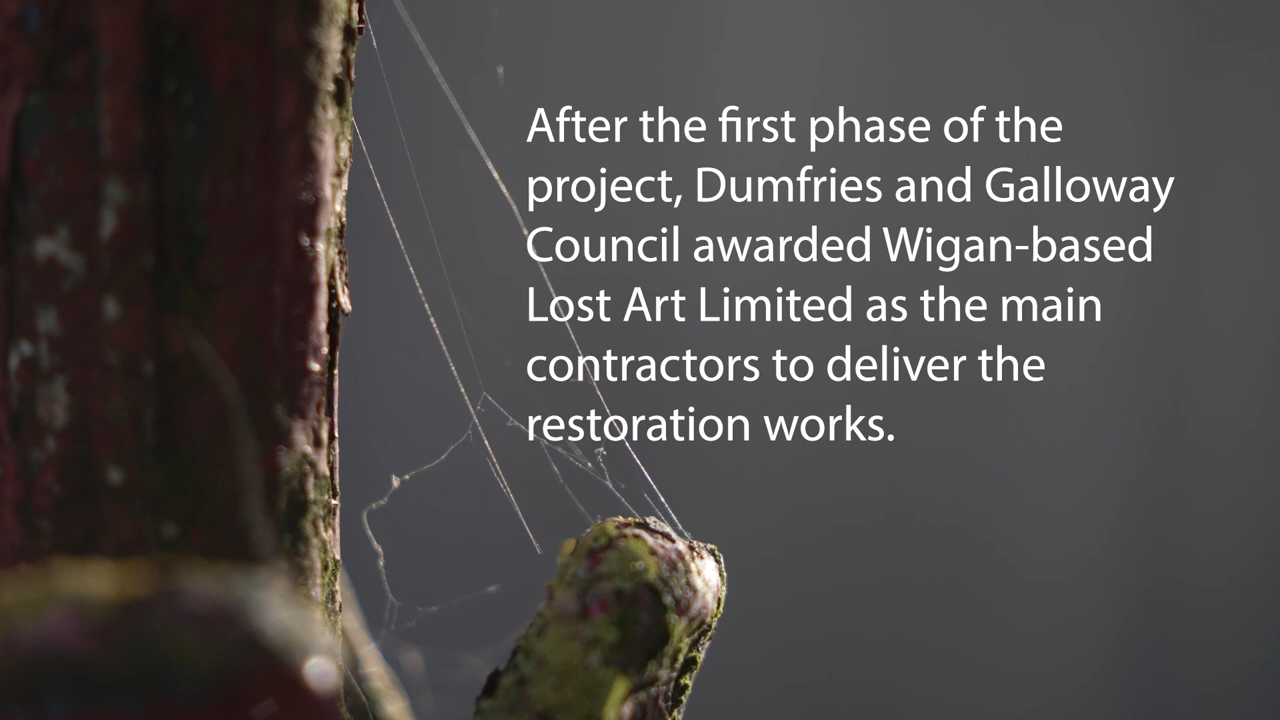 After the first phase of the
project, Dumfries and Galloway
Council awarded Wigan-based
Lost Art Limited as the main
contractors to deliver the
restoration works.